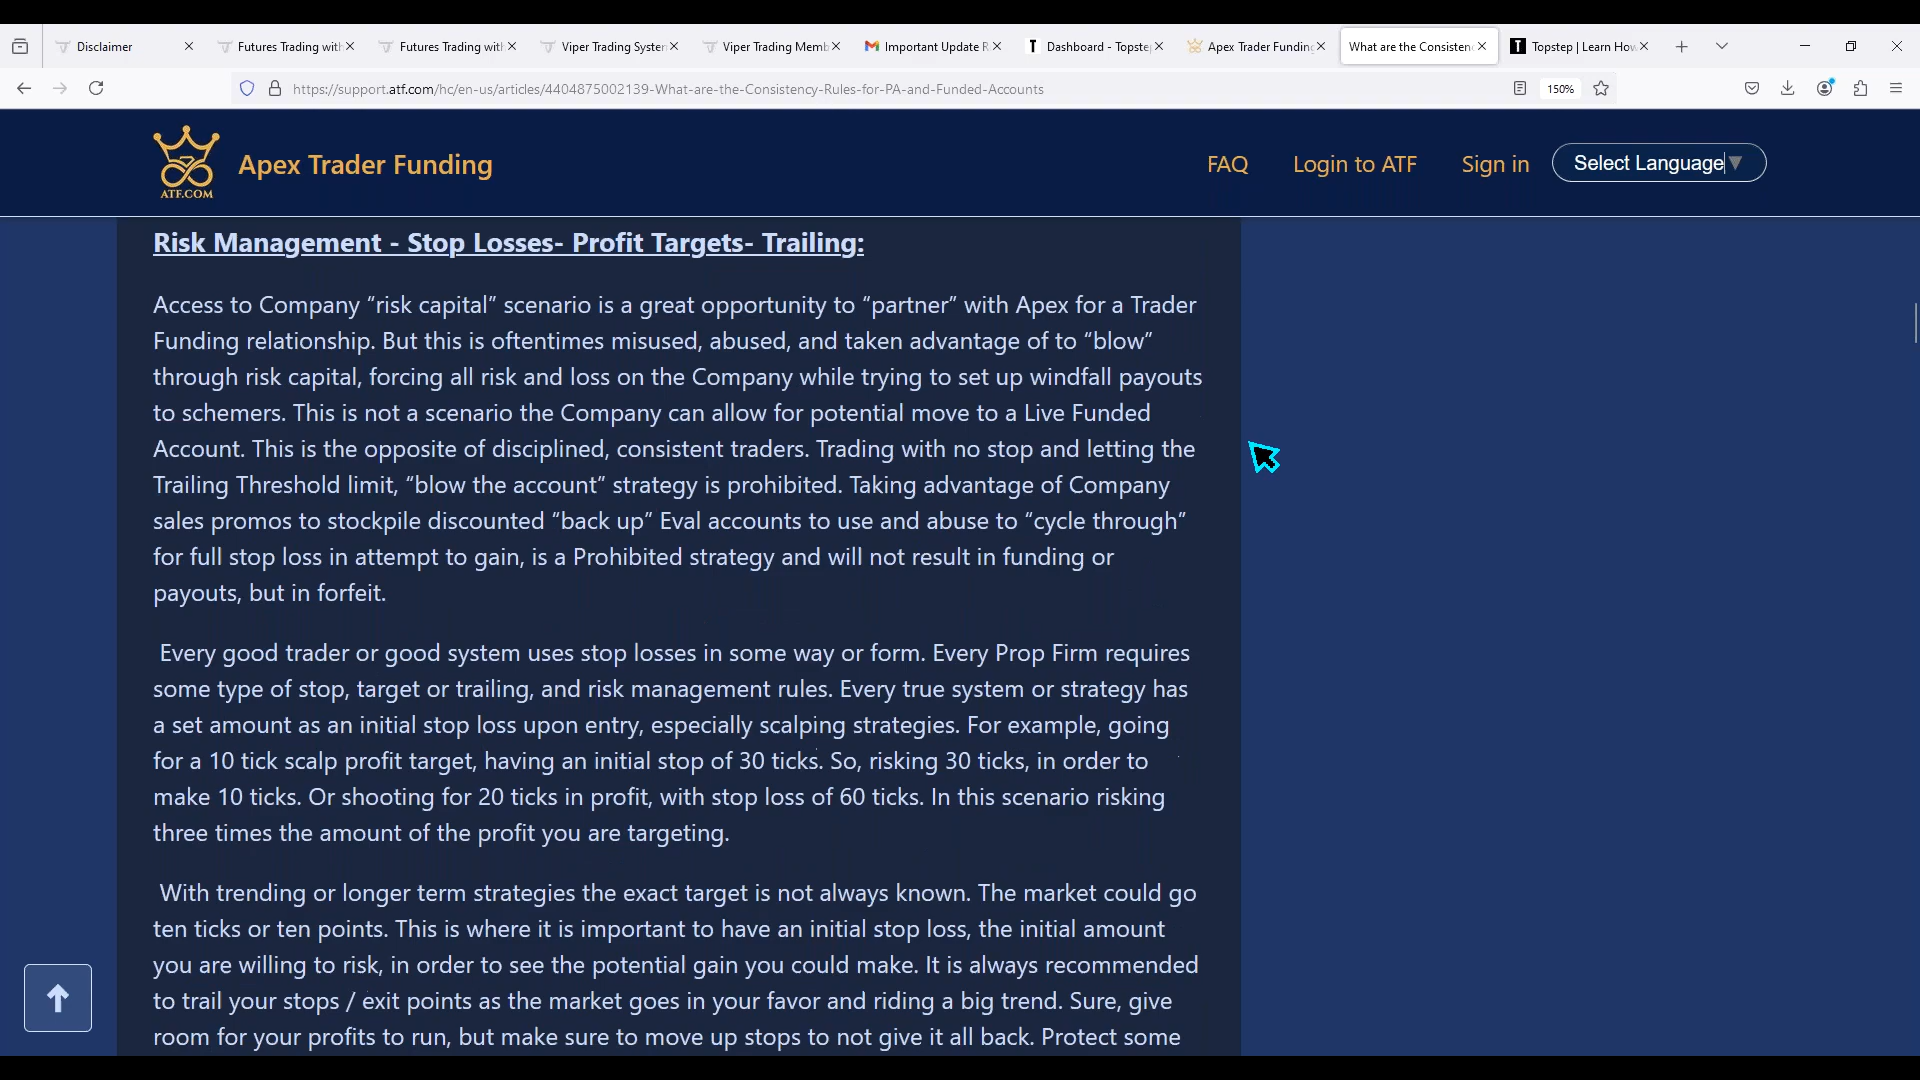 Disclaimer
Futures Trading with
Futures Trading with
Viper Trading System
Viper Trading Memb
Important Update R
Dashboard - Topste
Apex Trader Funding
What are the Consisten
Topstep | Learn How
https://support.atf.com/hc/en-us/articles/4404875002139-What-are-the-Consistency-Rules-for-PA-and-Funded-Accounts
150%
ATF.COM
Apex Trader Funding
FAQ
Login to ATF
Sign in
Select Language
Risk Management - Stop Losses- Profit Targets- Trailing:
Access to Company “risk capital” scenario is a great opportunity to “partner” with Apex for a Trader
Funding relationship. But this is oftentimes misused, abused, and taken advantage of to “blow”
through risk capital, forcing all risk and loss on the Company while trying to set up windfall payouts
to schemers. This is not a scenario the Company can allow for potential move to a Live Funded
Account. This is the opposite of disciplined, consistent traders. Trading with no stop and letting the
Trailing Threshold limit, “blow the account” strategy is prohibited. Taking advantage of Company
sales promos to stockpile discounted “back up” Eval accounts to use and abuse to “cycle through”
for full stop loss in attempt to gain, is a Prohibited strategy and will not result in funding or
payouts, but in forfeit.
Every good trader or good system uses stop losses in some way or form. Every Prop Firm requires
some type of stop, target or trailing, and risk management rules. Every true system or strategy has
a set amount as an initial stop loss upon entry, especially scalping strategies. For example, going
for a 10 tick scalp profit target, having an initial stop of 30 ticks. So, risking 30 ticks, in order to
make 10 ticks. Or shooting for 20 ticks in profit, with stop loss of 60 ticks. In this scenario risking
three times the amount of the profit you are targeting.
With trending or longer term strategies the exact target is not always known. The market could go
ten ticks or ten points. This is where it is important to have an initial stop loss, the initial amount
you are willing to risk, in order to see the potential gain you could make. It is always recommended
to trail your stops / exit points as the market goes in your favor and riding a big trend. Sure, give
room for your profits to run, but make sure to move up stops to not give it all back. Protect some